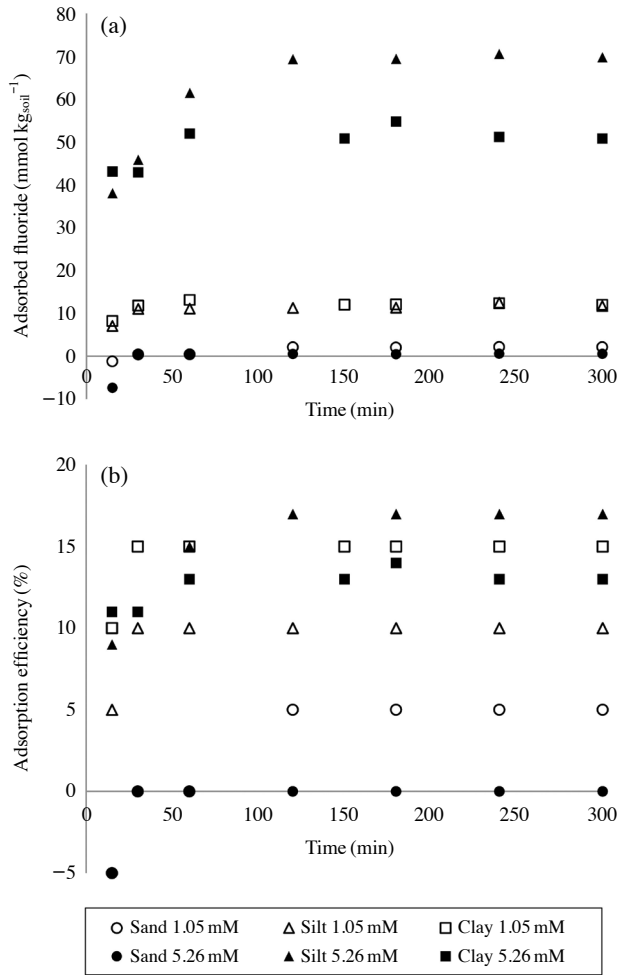 (a)
80
70
60
50
40
30
20
10
0
−10
0 50 100 150 200 250 300
Adsorbed fluoride (mmol kgsoil−1)
Time (min)
(b)
20
15
10
5
0
−5
0 50 100 150 200 250 300
Adsorption efficiency (%)
Time (min)
Sand 1.05 mM Silt 1.05 mM Clay 1.05 mM
Sand 5.26 mM Silt 5.26 mM Clay 5.26 mM